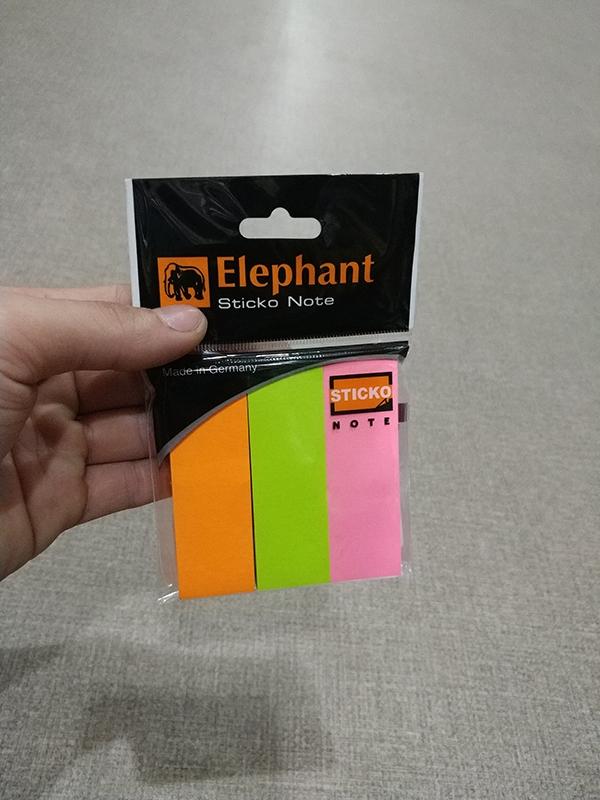 Elephant
Sticko Note
Made in Germany
STICKO
NOTE